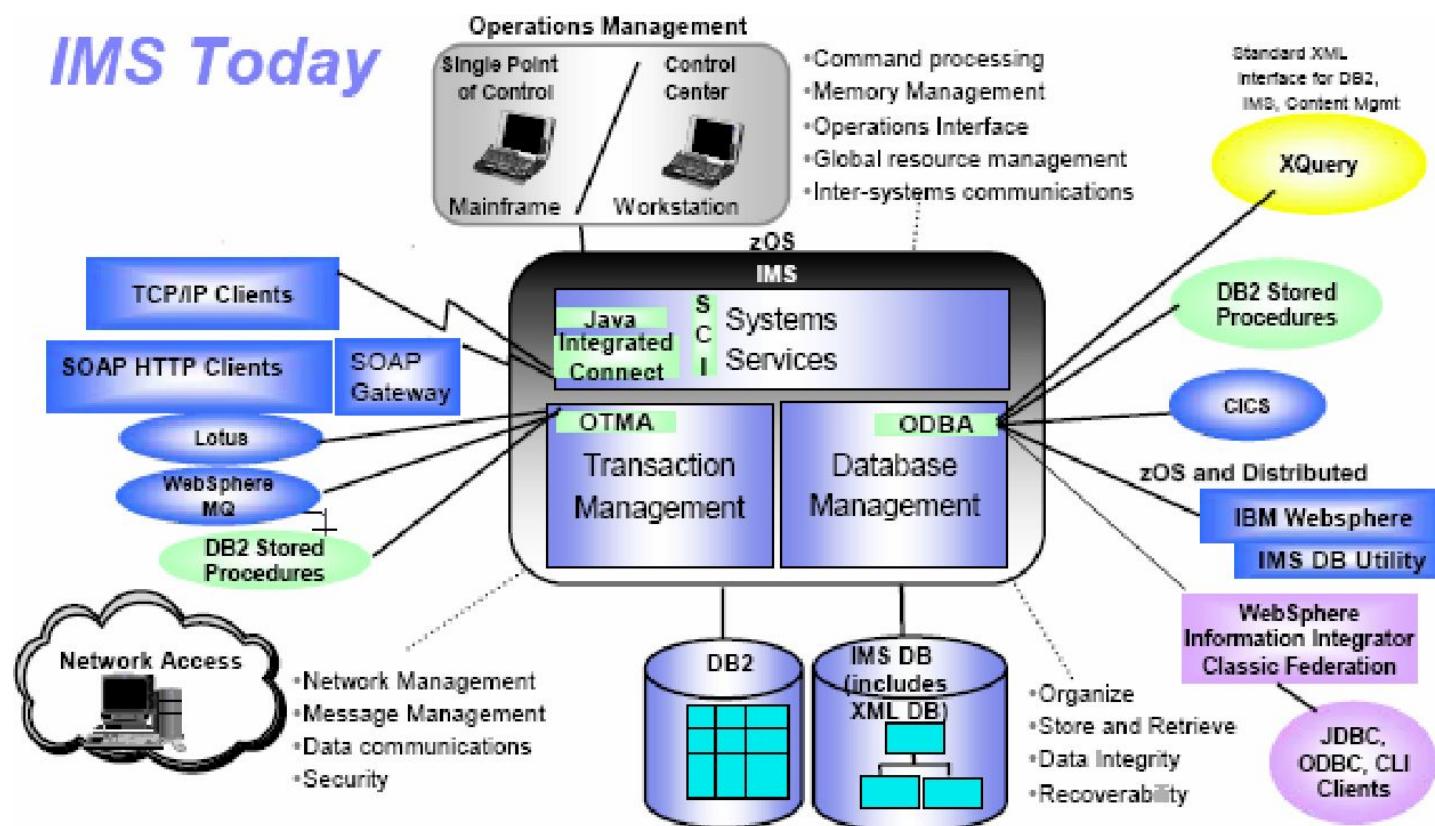 IMS Today
Operations Management
Single Point
of Control
Control
Center
Mainframe
Workstation
•Command processing
•Memory Management
•Operations Interface
•Global resource management
•Inter-systems communications
Standard XML
Interface for DB2,
IMS, Content Mgmt
XQuery
zOS
IMS
Java
Integrated
Connect
S
C
I
Systems
Services
TCP/IP Clients
SOAP HTTP Clients
SOAP
Gateway
Lotus
WebSphere
MQ
DB2 Stored
Procedures
OTMA
Transaction
Management
ODBA
Database
Management
DB2 Stored
Procedures
CICS
zOS and Distributed
IBM Websphere
IMS DB Utility
WebSphere
Information Integrator
Classic Federation
JDBC,
ODBC, CLI
Clients
Network Access
•Network Management
•Message Management
•Data communications
•Security
DB2
IMS DB
(includes
XML DB)
•Organize
•Store and Retrieve
•Data Integrity
•Recoverability